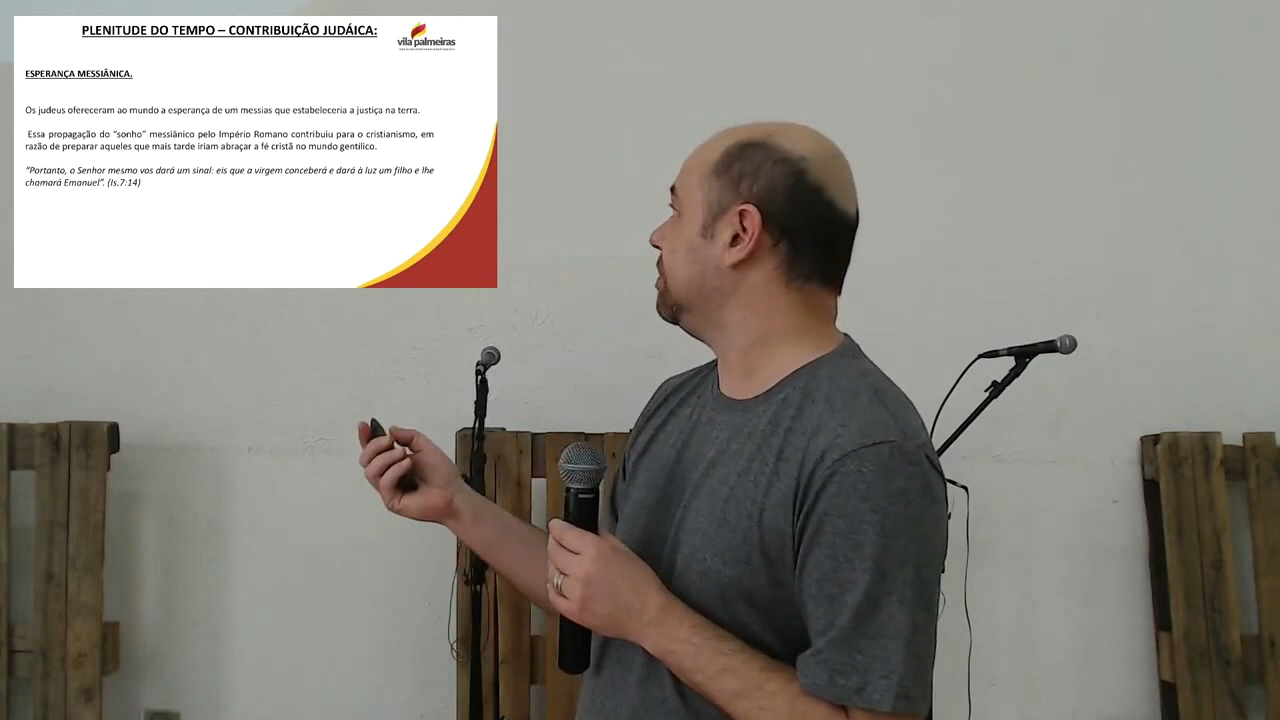 PLENITUDE DO TEMPO – CONTRIBUIÇÃO JUDÁICA:
vila palmeiras
ESPERANÇA MESSIÂNICA.
Os judeus ofereceram ao mundo a esperança de um messias que estabeleceria a justiça na terra.
Essa propagação do “sonho” messiânico pelo Império Romano contribuiu para o cristianismo, em
razão de preparar aqueles que mais tarde iriam abraçar a fé cristã no mundo gentílico.
“Portanto, o Senhor mesmo vos dará um sinal: eis que a virgem conceberá e dará à luz um filho e lhe
chamará Emanuel”. (Is.7:14)